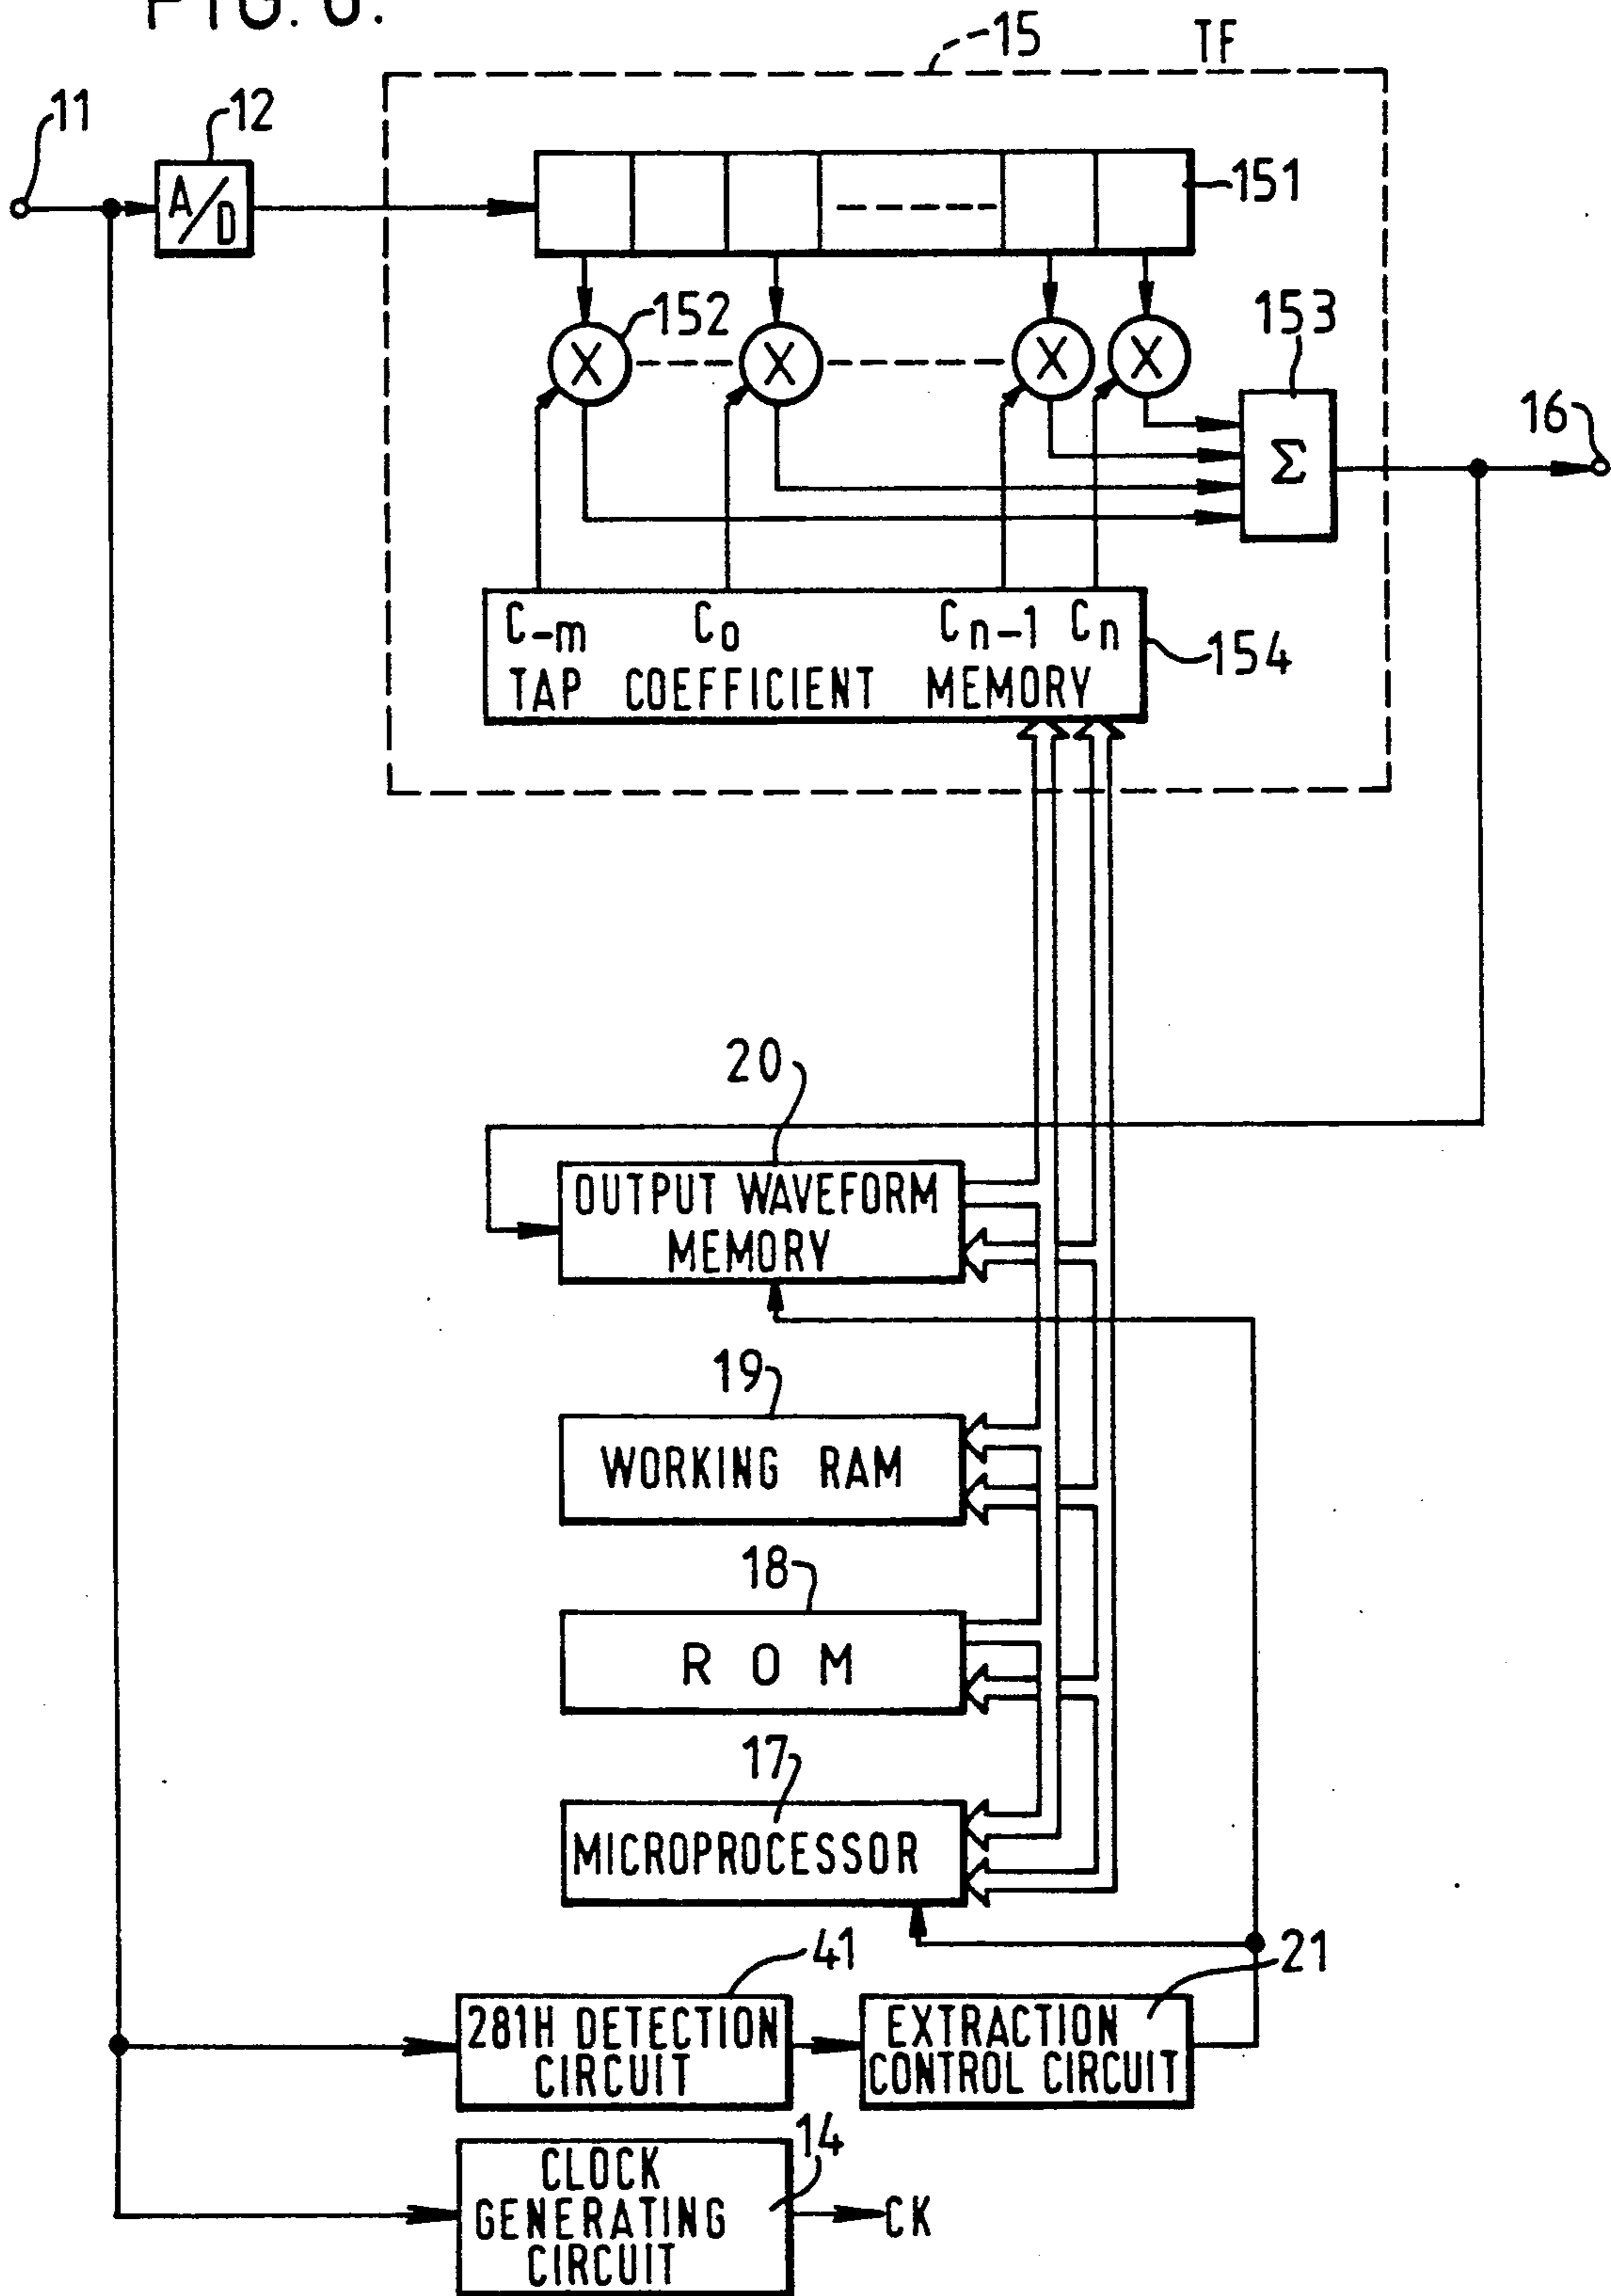 FIG. 6.
15
TF
11
12
A/D
151
152
X
X
X
X
153
Σ
16
C-m
C0
Cn-1
Cn
TAP COEFFICIENT MEMORY
154
20
OUTPUT WAVEFORM
MEMORY
19
WORKING RAM
18
ROM
17
MICROPROCESSOR
41
21
281H DETECTION
CIRCUIT
EXTRACTION
CONTROL CIRCUIT
14
CLOCK
GENERATING
CIRCUIT
CK